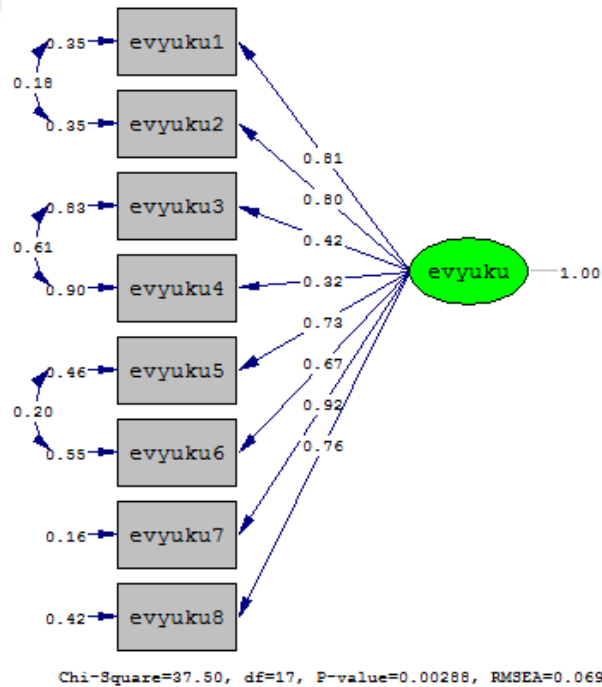 0.35 evyuku1
0.18
0.35 evyuku2
0.81
0.80
0.83 evyuku3
0.42
0.61
0.90 evyuku4
0.32
evyuku 1.00
0.73
0.46 evyuku5
0.67
0.20
0.92
0.55 evyuku6
0.76
0.16 evyuku7
0.42 evyuku8
Chi-Square=37.50, df=17, P-value=0.00288, RMSEA=0.069